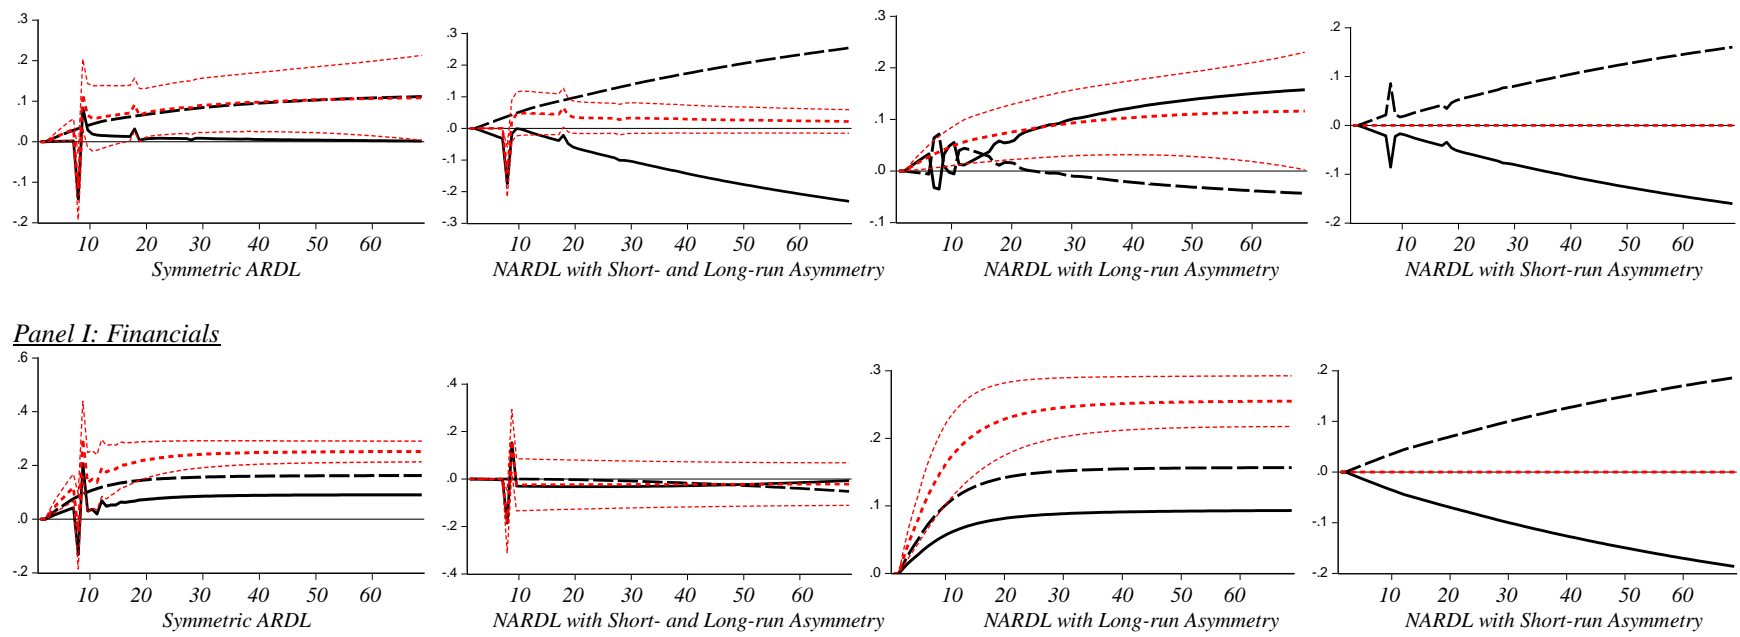 .3
.2
.1
.0
-.1
-.2
10 20 30 40 50 60
Symmetric ARDL
.3
.2
.1
.0
-.1
-.2
-.3
10 20 30 40 50 60
NARDL with Short- and Long-run Asymmetry
.3
.2
.1
.0
-.1
10 20 30 40 50 60
NARDL with Long-run Asymmetry
.2
.1
.0
-.1
-.2
10 20 30 40 50 60
NARDL with Short-run Asymmetry
Panel I: Financials
.6
.4
.2
.0
-.2
10 20 30 40 50 60
Symmetric ARDL
.4
.2
.0
-.2
-.4
10 20 30 40 50 60
NARDL with Short- and Long-run Asymmetry
.3
.2
.1
.0
10 20 30 40 50 60
NARDL with Long-run Asymmetry
.2
.1
.0
-.1
-.2
10 20 30 40 50 60
NARDL with Short-run Asymmetry